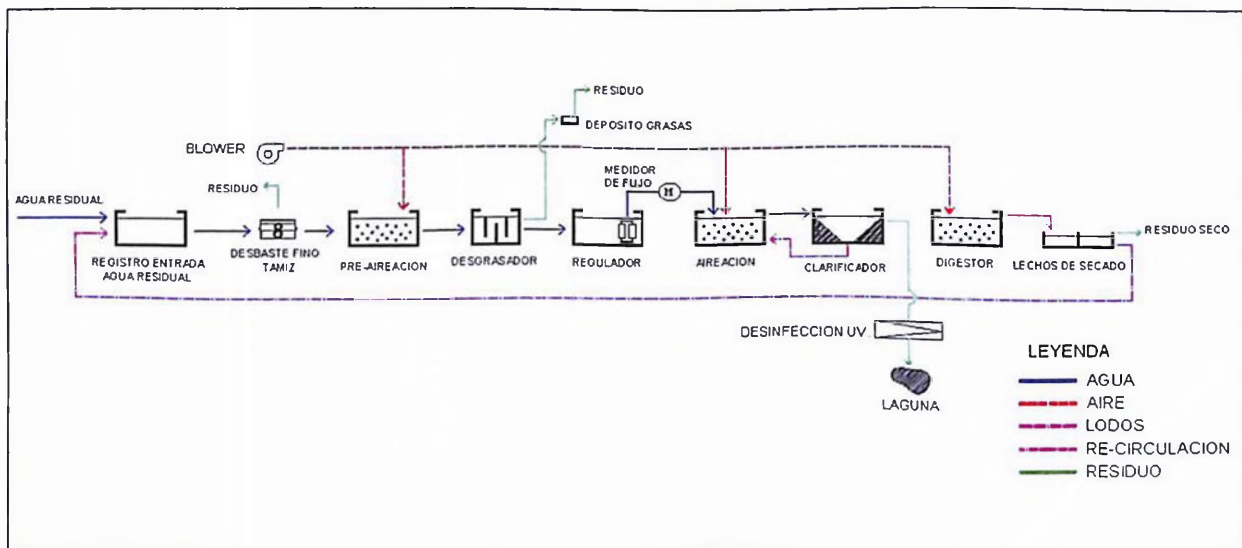 RESIDUO
DEPOSITO GRASAS
BLOWER
MEDIDOR
DE FUJO
M
RESIDUO
AGUA RESIDUAL
RESIDUO SECO
REGISTRO ENTRADA
AGUA RESIDUAL
DESBASTE FINO
TAMIZ
PRE-AIREACION
DESGRASADOR
REGULADOR
AIREACION
CLARIFICADOR
DIGESTOR
LECHOS DE SECADO
DESINFECCION UV
LAGUNA
LEYENDA
AGUA
AIRE
LODOS
RE-CIRCULACION
RESIDUO